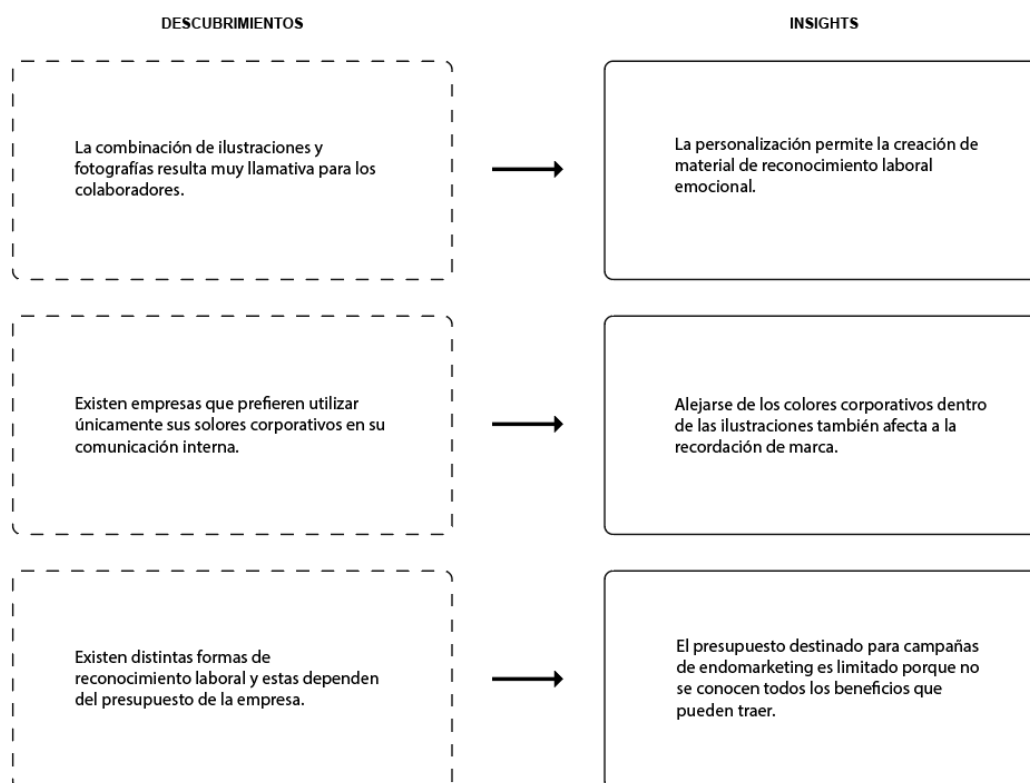 DESCUBRIMIENTOS
INSIGHTS
La combinación de ilustraciones y
fotografías resulta muy llamativa para los
colaboradores.
La personalización permite la creación de
material de reconocimiento laboral
emocional.
Existen empresas que prefieren utilizar
únicamente sus solores corporativos en su
comunicación interna.
Alejarse de los colores corporativos dentro
de las ilustraciones también afecta a la
recordación de marca.
Existen distintas formas de
reconocimiento laboral y estas dependen
del presupuesto de la empresa.
El presupuesto destinado para campañas
de endomarketing es limitado porque no
se conocen todos los beneficios que
pueden traer.